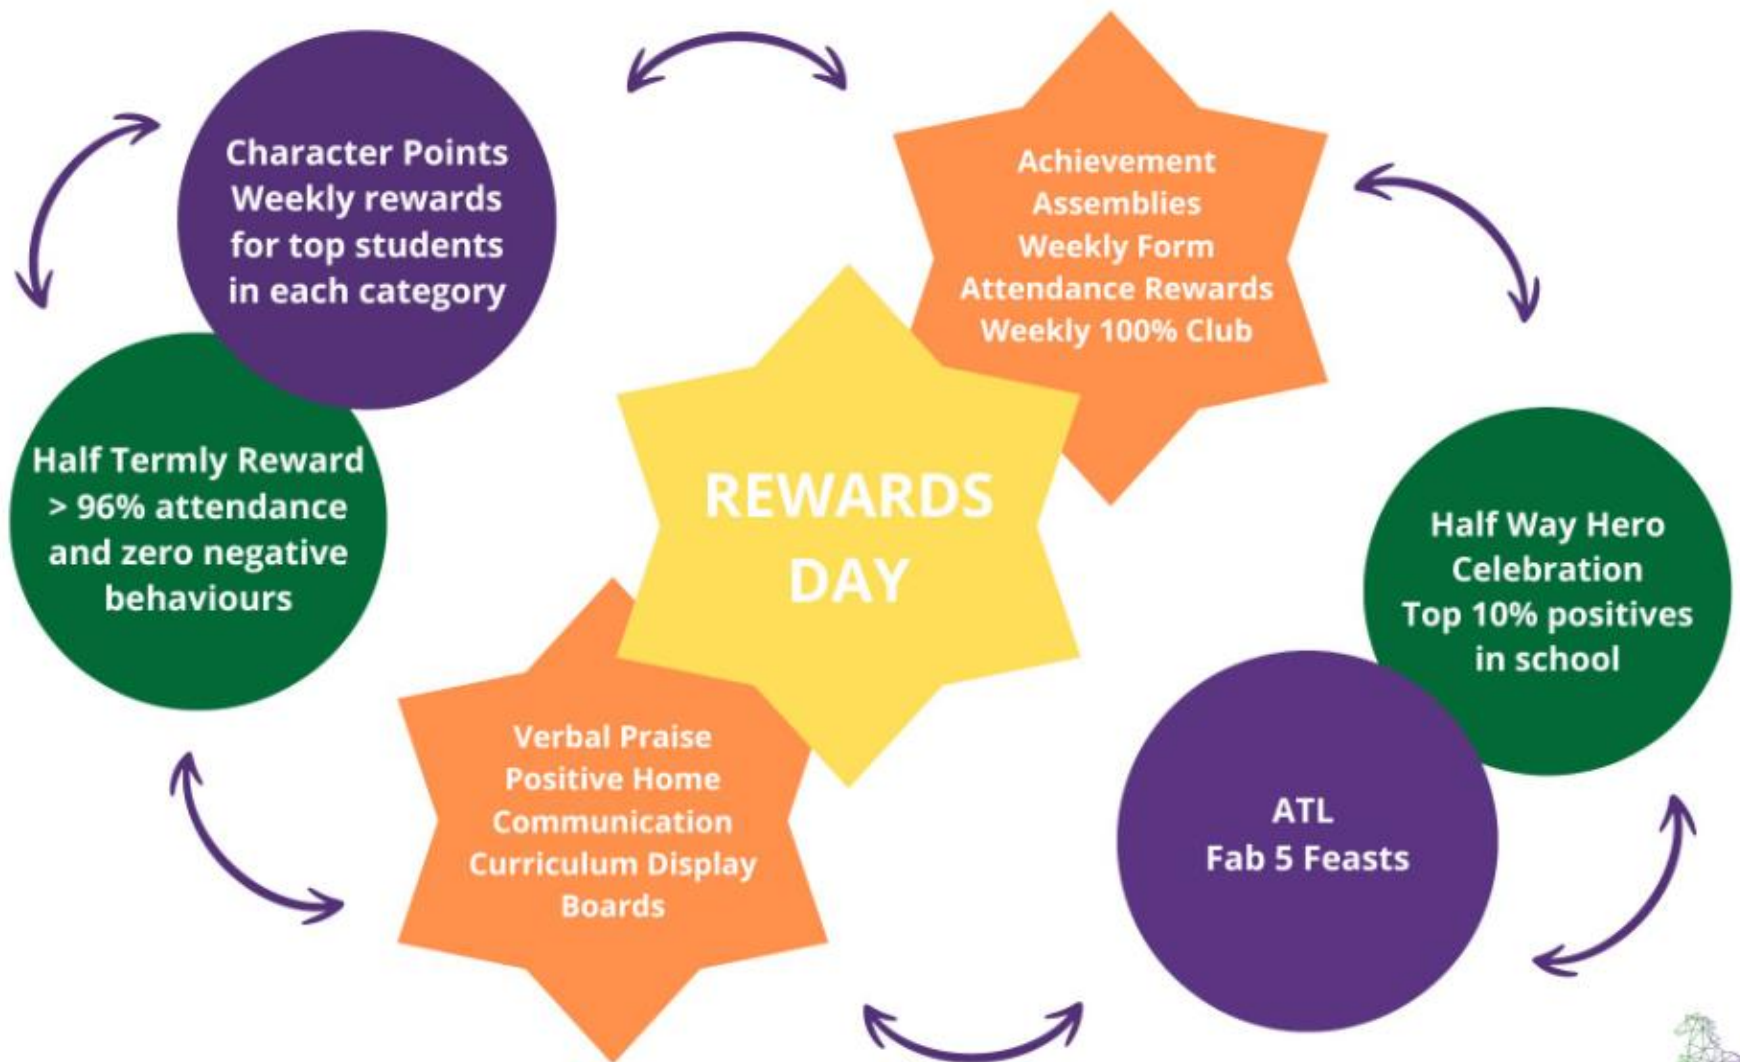 Character Points
Weekly rewards
for top students
in each category
Achievement
Assemblies
Weekly Form
Attendance Rewards
Weekly 100% Club
Half Termly Reward
> 96% attendance
and zero negative
behaviours
REWARDS
DAY
Half Way Hero
Celebration
Top 10% positives
in school
Verbal Praise
Positive Home
Communication
Curriculum Display
Boards
ATL
Fab 5 Feasts